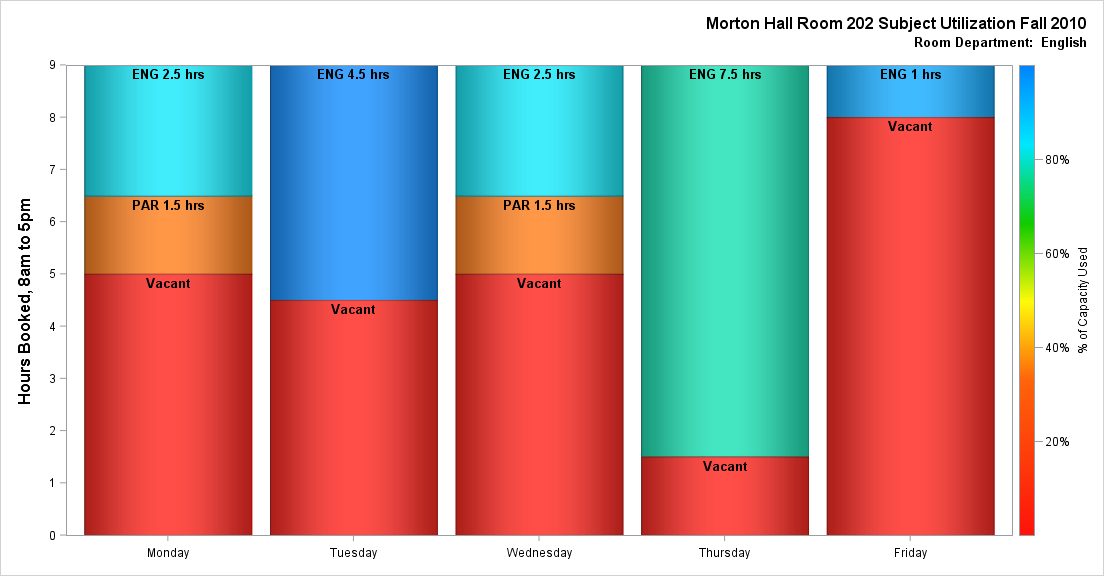 Morton Hall Room 202 Subject Utilization Fall 2010
Room Department:  English
Hours Booked, 8am to 5pm
9
8
7
6
5
4
3
2
1
0
ENG 2.5 hrs
PAR 1.5 hrs
Vacant
ENG 4.5 hrs
Vacant
ENG 2.5 hrs
PAR 1.5 hrs
Vacant
ENG 7.5 hrs
Vacant
ENG 1 hrs
Vacant
Monday
Tuesday
Wednesday
Thursday
Friday
80%
60%
40%
20%
% of Capacity Used